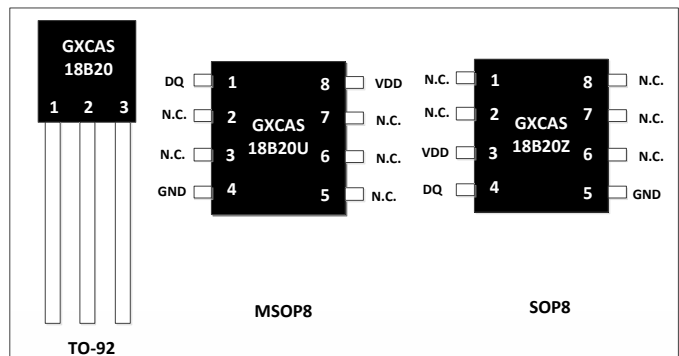 GXCAS
18B20
1 2 3
TO-92
DQ 1 8 VDD
N.C. 2 7 N.C.
GXCAS
18B20U
N.C. 3 6 N.C.
GND 4 5 N.C.
MSOP8
N.C. 1 8 N.C.
N.C. 2 7 N.C.
GXCAS
18B20Z
VDD 3 6 N.C.
DQ 4 5 GND
SOP8